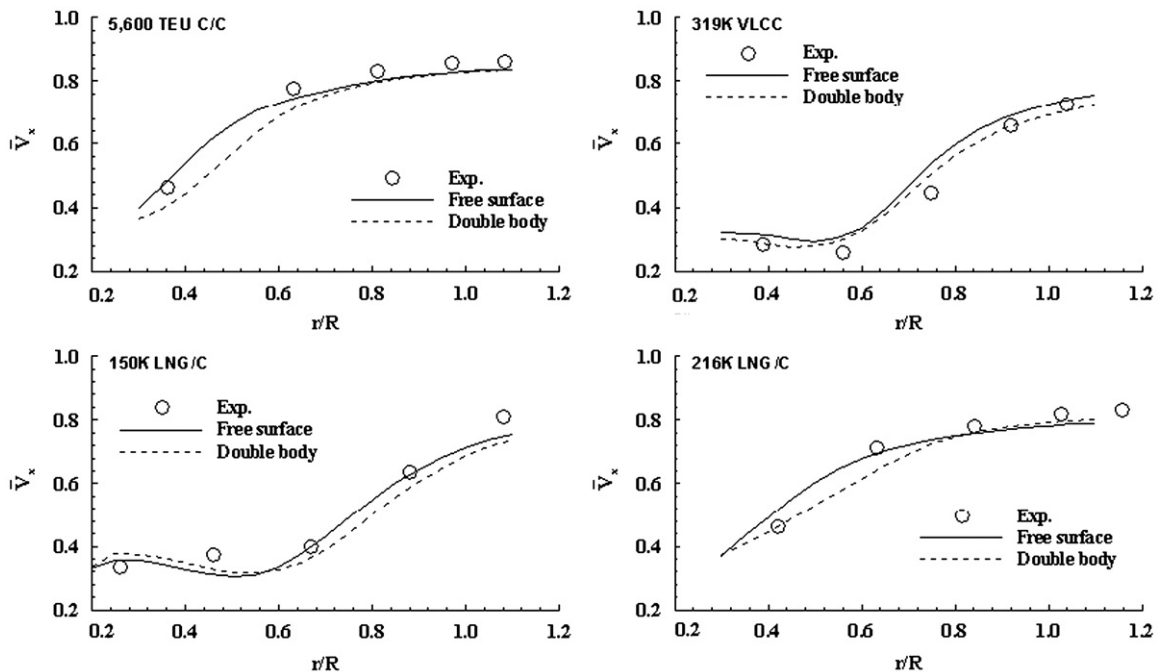 5,600 TEU C/C
1.0
0.8
0.6
0.4
0.2
V̄x
Exp.
Free surface
Double body
0.2 0.4 0.6 0.8 1.0 1.2
r/R
319K VLCC
1.0
0.8
0.6
0.4
0.2
V̄x
Exp.
Free surface
Double body
0.2 0.4 0.6 0.8 1.0 1.2
r/R
150K LNG/C
1.0
0.8
0.6
0.4
0.2
V̄x
Exp.
Free surface
Double body
0.2 0.4 0.6 0.8 1.0 1.2
r/R
216K LNG/C
1.0
0.8
0.6
0.4
0.2
V̄x
Exp.
Free surface
Double body
0.2 0.4 0.6 0.8 1.0 1.2
r/R